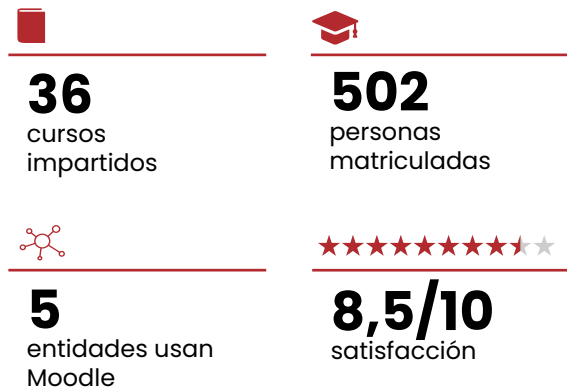 36
cursos
impartidos
502
personas
matriculadas
5
entidades usan
Moodle
8,5/10
satisfacción